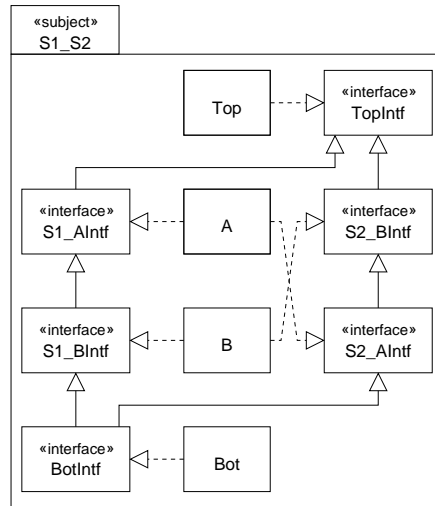 «subject»
S1_S2
Top
«interface»
TopIntf
«interface»
S1_AIntf
A
«interface»
S2_BIntf
«interface»
S1_BIntf
B
«interface»
S2_AIntf
«interface»
BotIntf
Bot